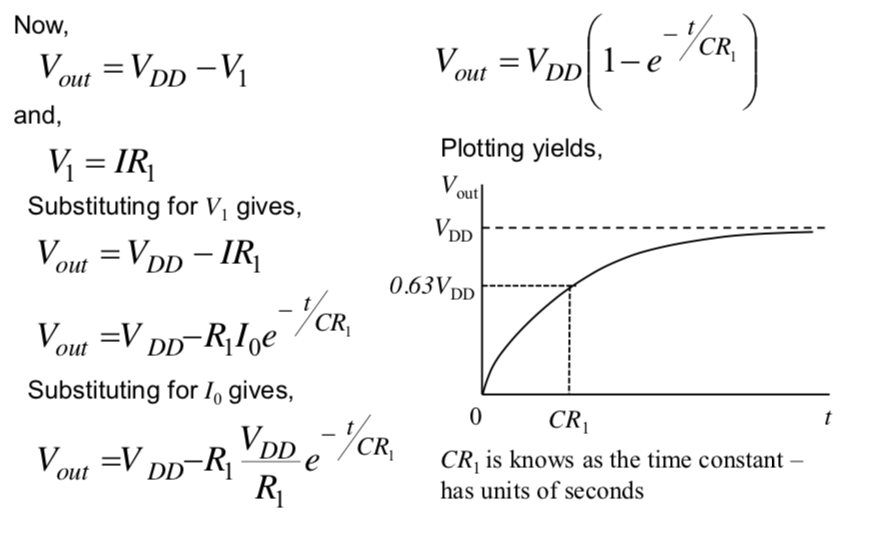 Now,
V_out = V_DD − V_1
and,
V_1 = IR_1
Substituting for V_1 gives,
V_out = V_DD − IR_1
V_out =V_DD−R_1I_0e^(−t/CR_1)
Substituting for I_0 gives,
V_out =V_DD−R_1 V_DD/R_1 e^(−t/CR_1)
V_out = V_DD(1−e^(−t/CR_1))
Plotting yields,
V_out
V_DD
0.63V_DD
0 CR_1 t
CR_1 is knows as the time constant –
has units of seconds